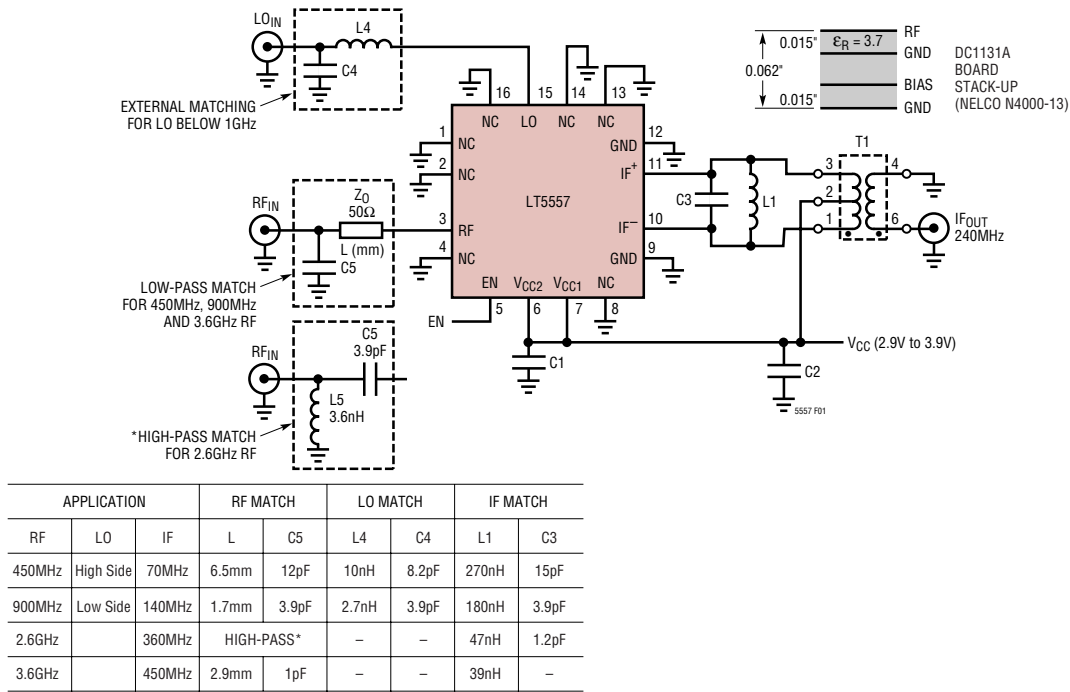 LOIN
L4
C4
EXTERNAL MATCHING
FOR LO BELOW 1GHz
16 15 14 13
NC LO NC NC
1 NC
2 NC
3 RF
4 NC
LT5557
GND 12
IF+ 11
IF– 10
GND 9
EN VCC2 VCC1 NC
5 6 7 8
EN
RFIN
Z0
50Ω
L (mm)
C5
LOW-PASS MATCH
FOR 450MHz, 900MHz
AND 3.6GHz RF
RFIN
C5
3.9pF
L5
3.6nH
*HIGH-PASS MATCH
FOR 2.6GHz RF
C3
L1
T1
3 4
2
1 6
IFOUT
240MHz
C1
VCC (2.9V to 3.9V)
C2
5557 F01
0.015"
0.062"
0.015"
εR = 3.7
RF
GND
BIAS
GND
DC1131A
BOARD
STACK-UP
(NELCO N4000-13)
APPLICATION RF MATCH LO MATCH IF MATCH
RF LO IF L C5 L4 C4 L1 C3
450MHz High Side 70MHz 6.5mm 12pF 10nH 8.2pF 270nH 15pF
900MHz Low Side 140MHz 1.7mm 3.9pF 2.7nH 3.9pF 180nH 3.9pF
2.6GHz 360MHz HIGH-PASS* – – 47nH 1.2pF
3.6GHz 450MHz 2.9mm 1pF – – 39nH –